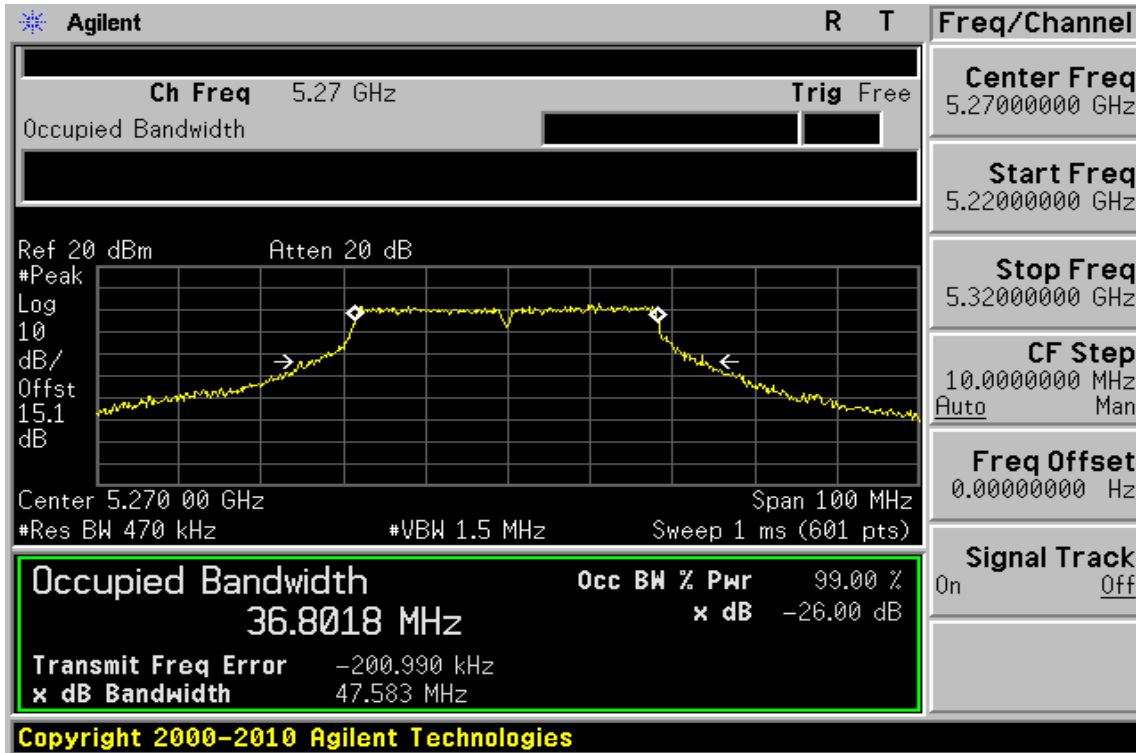 Agilent R T Freq/Channel
Ch Freq 5.27 GHz Trig Free
Occupied Bandwidth
Center Freq
5.27000000 GHz
Start Freq
5.22000000 GHz
Stop Freq
5.32000000 GHz
CF Step
10.0000000 MHz
Auto Man
Freq Offset
0.00000000 Hz
Signal Track
On Off
Ref 20 dBm Atten 20 dB
#Peak
Log
10
dB/
Offst
15.1
dB
Center 5.270 00 GHz Span 100 MHz
#Res BW 470 kHz #VBW 1.5 MHz Sweep 1 ms (601 pts)
Occupied Bandwidth Occ BW % Pwr 99.00 %
36.8018 MHz x dB -26.00 dB
Transmit Freq Error -200.990 kHz
x dB Bandwidth 47.583 MHz
Copyright 2000-2010 Agilent Technologies